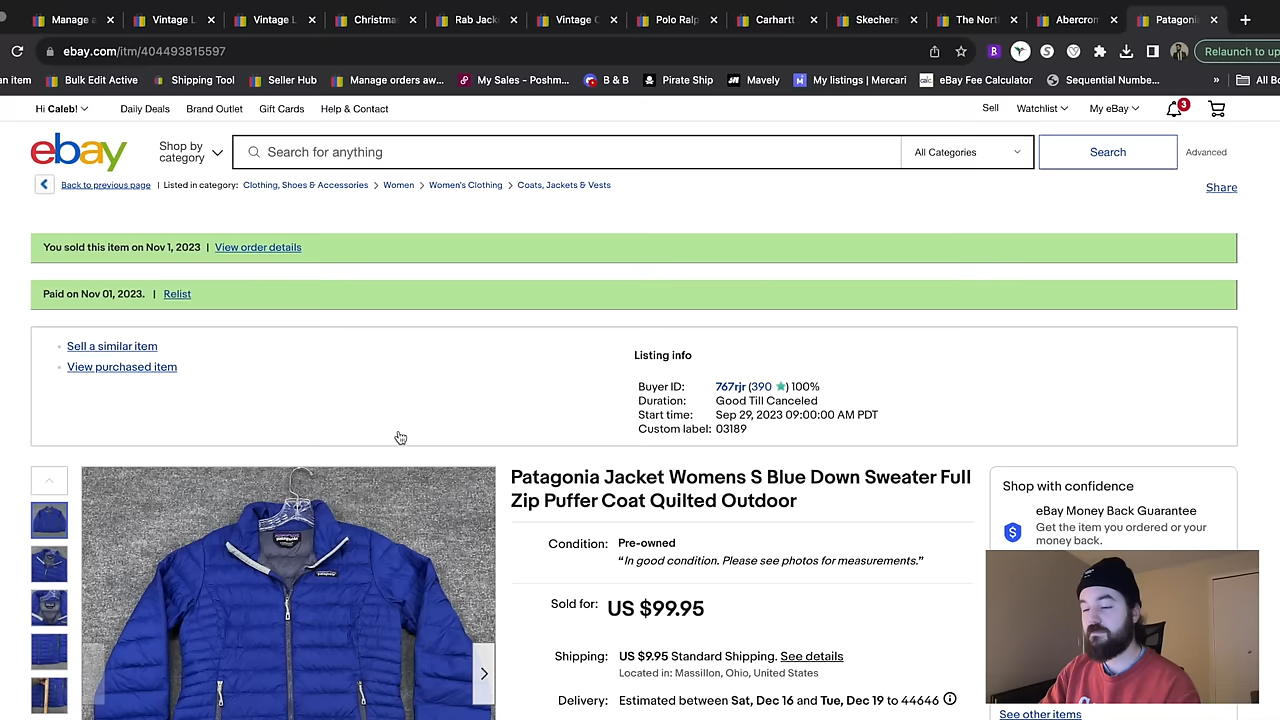 Manage a
Vintage L
Vintage L
Christmas
Rab Jack
Vintage C
Polo Ralp
Carhartt
Skechers
The Nort
Abercrom
Patagonia
ebay.com/itm/404493815597
Relaunch to up
an item
Bulk Edit Active
Shipping Tool
Seller Hub
Manage orders aw...
My Sales - Poshm...
B & B
Pirate Ship
Mavely
My listings | Mercari
eBay Fee Calculator
Sequential Numbe...
»
All Bo
Hi Caleb!
Daily Deals
Brand Outlet
Gift Cards
Help & Contact
Sell
Watchlist
My eBay
3
ebay
Shop by category
Search for anything
All Categories
Search
Advanced
Back to previous page | Listed in category: Clothing, Shoes & Accessories > Women > Women's Clothing > Coats, Jackets & Vests
Share
You sold this item on Nov 1, 2023 | View order details
Paid on Nov 01, 2023. | Relist
Sell a similar item
View purchased item
Listing info
Buyer ID: 767rjr (390 ★) 100%
Duration: Good Till Canceled
Start time: Sep 29, 2023 09:00:00 AM PDT
Custom label: 03189
Patagonia Jacket Womens S Blue Down Sweater Full
Zip Puffer Coat Quilted Outdoor
Condition: Pre-owned
“In good condition. Please see photos for measurements.”
Sold for: US $99.95
Shipping: US $9.95 Standard Shipping. See details
Located in: Massillon, Ohio, United States
Delivery: Estimated between Sat, Dec 16 and Tue, Dec 19 to 44646
Shop with confidence
eBay Money Back Guarantee
Get the item you ordered or your
money back.
See other items
patagonia